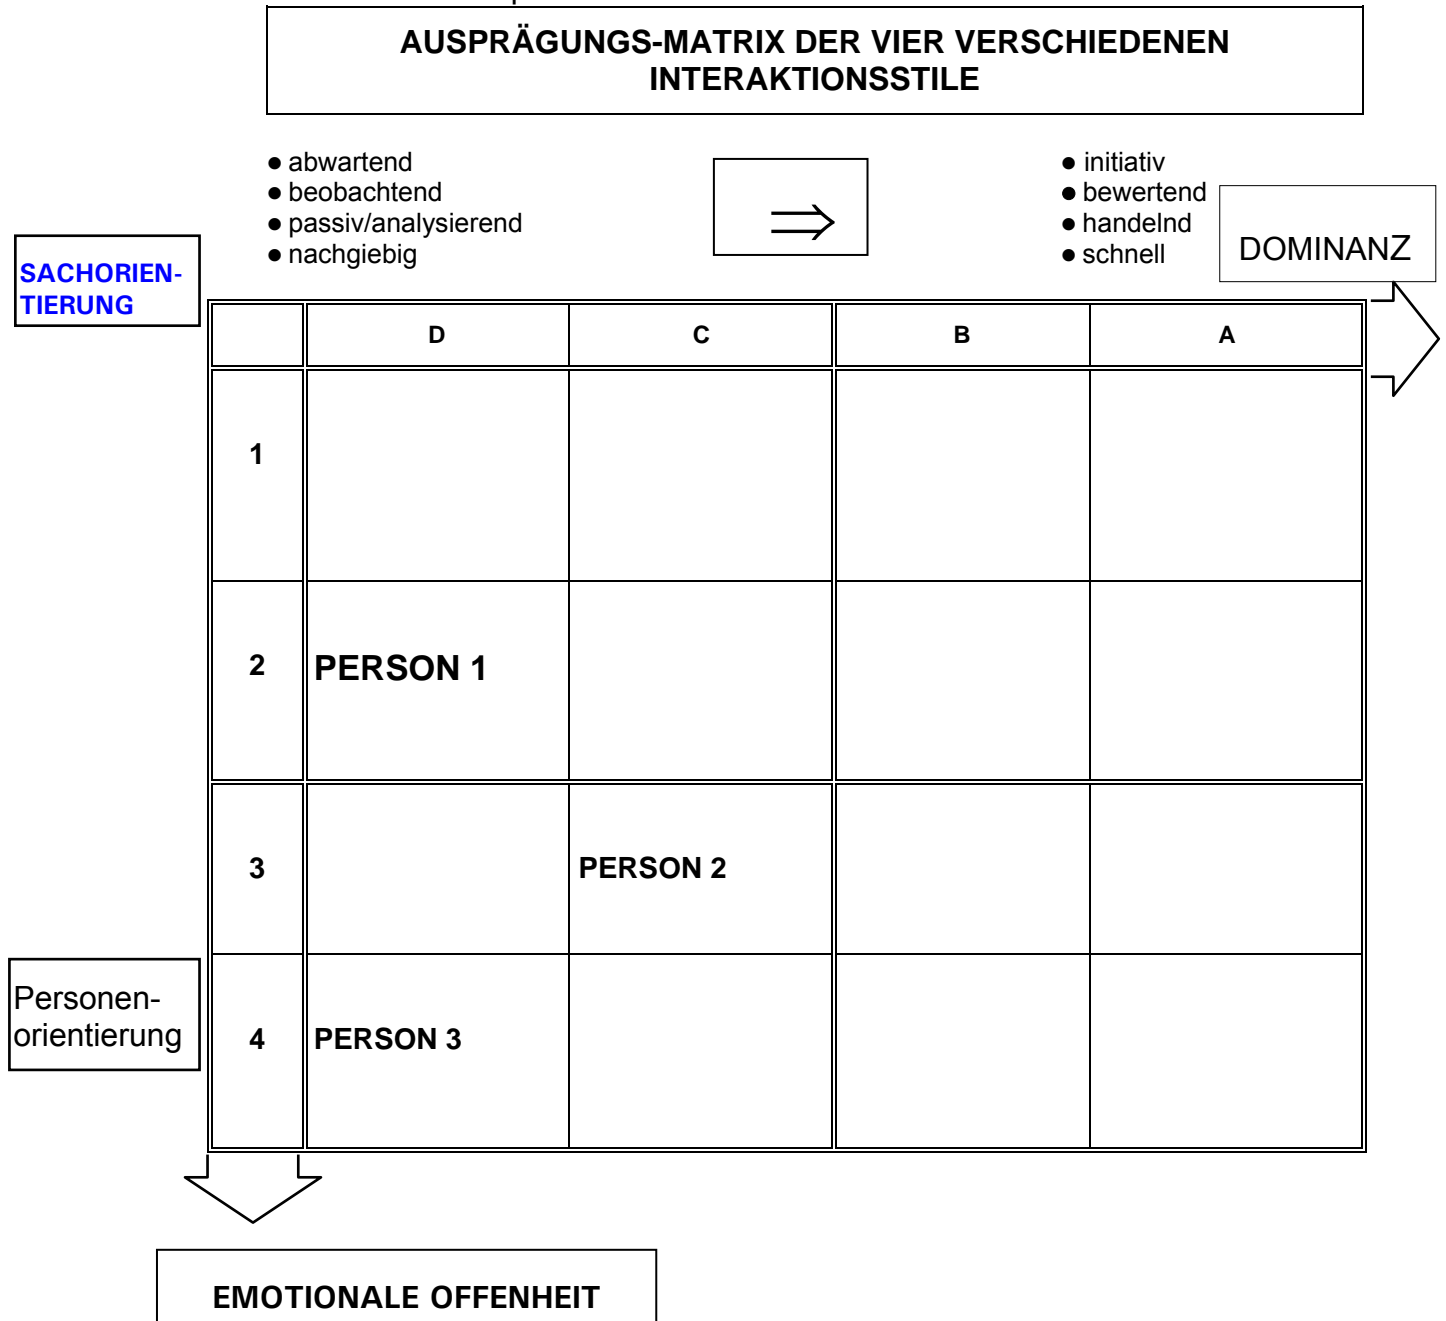 AUSPRÄGUNGS-MATRIX DER VIER VERSCHIEDENEN
INTERAKTIONSSTILE
● abwartend
● beobachtend
● passiv/analysierend
● nachgiebig
⇒
● initiativ
● bewertend
● handelnd
● schnell
DOMINANZ
SACHORIEN-
TIERUNG
D C B A
1
2 PERSON 1
3 PERSON 2
Personen-
orientierung
4 PERSON 3
EMOTIONALE OFFENHEIT